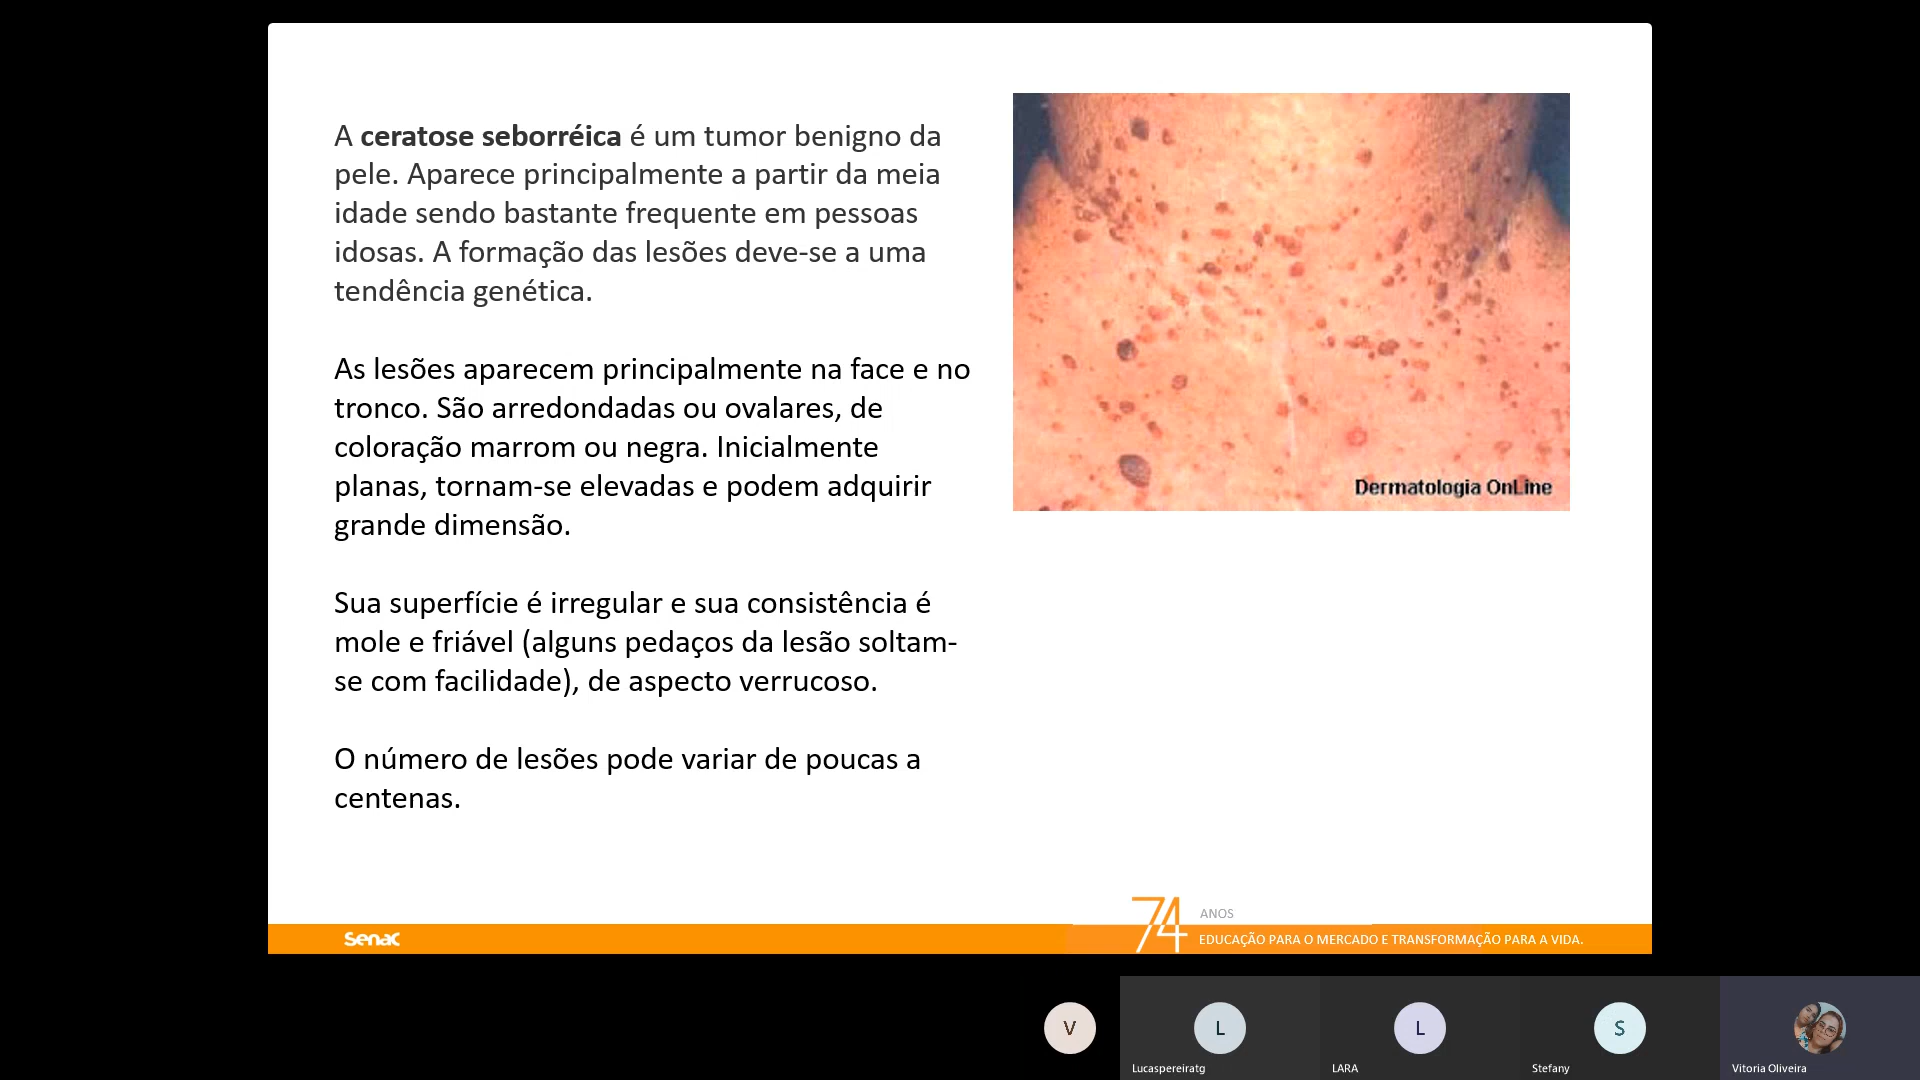 A ceratose seborréica é um tumor benigno da
pele. Aparece principalmente a partir da meia
idade sendo bastante frequente em pessoas
idosas. A formação das lesões deve-se a uma
tendência genética.
As lesões aparecem principalmente na face e no
tronco. São arredondadas ou ovalares, de
coloração marrom ou negra. Inicialmente
planas, tornam-se elevadas e podem adquirir
grande dimensão.
Sua superfície é irregular e sua consistência é
mole e friável (alguns pedaços da lesão soltam-
se com facilidade), de aspecto verrucoso.
O número de lesões pode variar de poucas a
centenas.
Dermatologia OnLine
senac
74 ANOS
EDUCAÇÃO PARA O MERCADO E TRANSFORMAÇÃO PARA A VIDA.
V
L
L
S
Lucaspereiratg
LARA
Stefany
Vitoria Oliveira